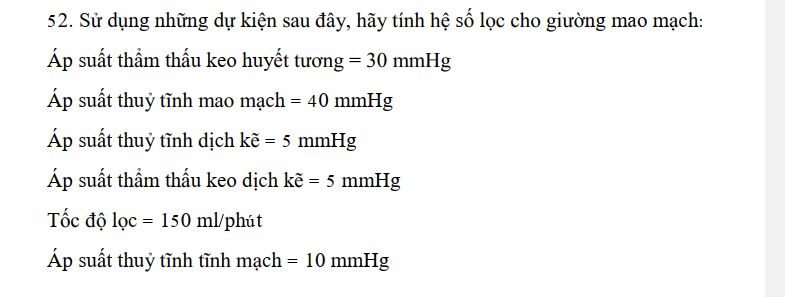 52. Sử dụng những dự kiện sau đây, hãy tính hệ số lọc cho giường mao mạch:
Áp suất thẩm thấu keo huyết tương = 30 mmHg
Áp suất thuỷ tĩnh mao mạch = 40 mmHg
Áp suất thuỷ tĩnh dịch kẽ = 5 mmHg
Áp suất thẩm thấu keo dịch kẽ = 5 mmHg
Tốc độ lọc = 150 ml/phút
Áp suất thuỷ tĩnh tĩnh mạch = 10 mmHg